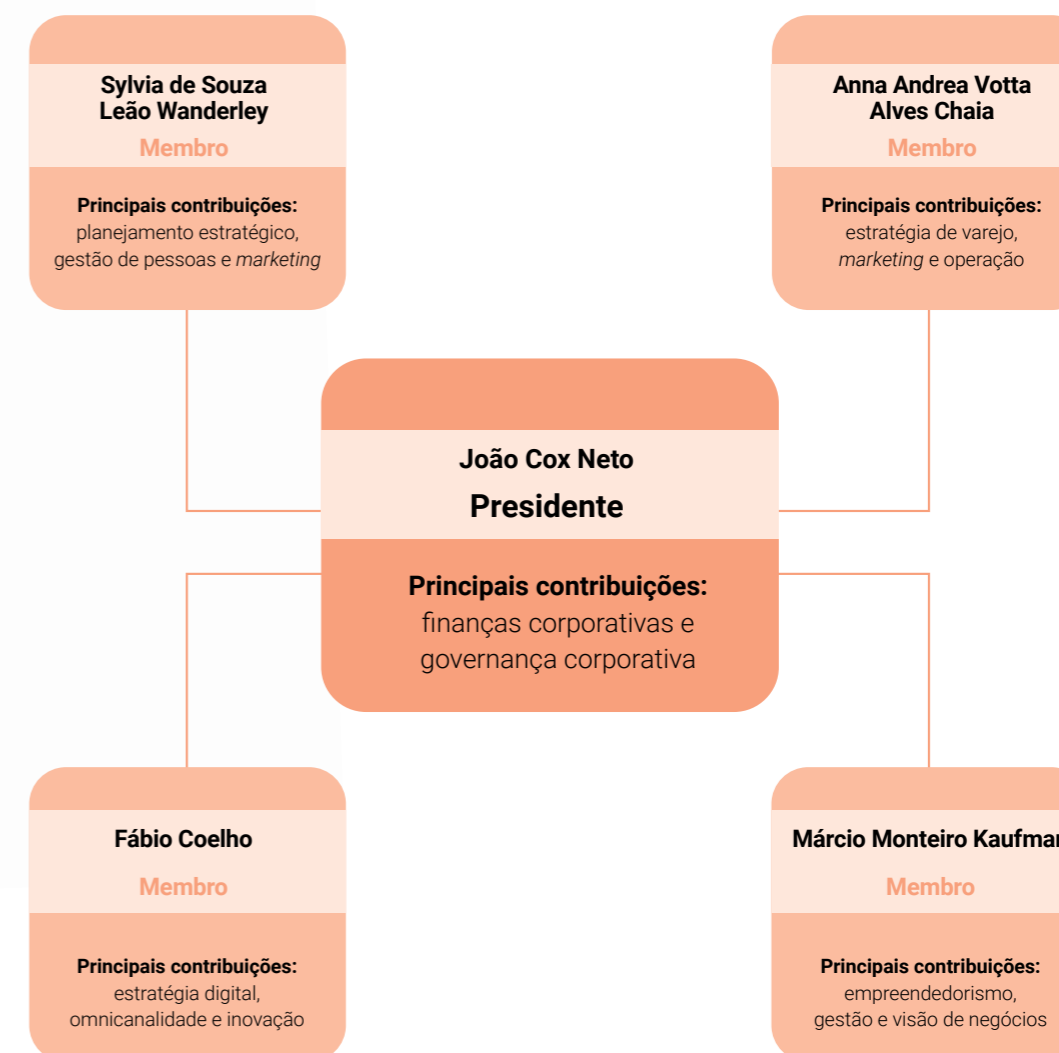 Sylvia de Souza
Leão Wanderley
Membro
Principais contribuições:
planejamento estratégico,
gestão de pessoas e marketing
Anna Andrea Votta
Alves Chaia
Membro
Principais contribuições:
estratégia de varejo,
marketing e operação
João Cox Neto
Presidente
Principais contribuições:
finanças corporativas e
governança corporativa
Fábio Coelho
Membro
Principais contribuições:
estratégia digital,
omnicanalidade e inovação
Márcio Monteiro
Membro
Principais contribuições:
empreendedorismo,
gestão e visão de negócios